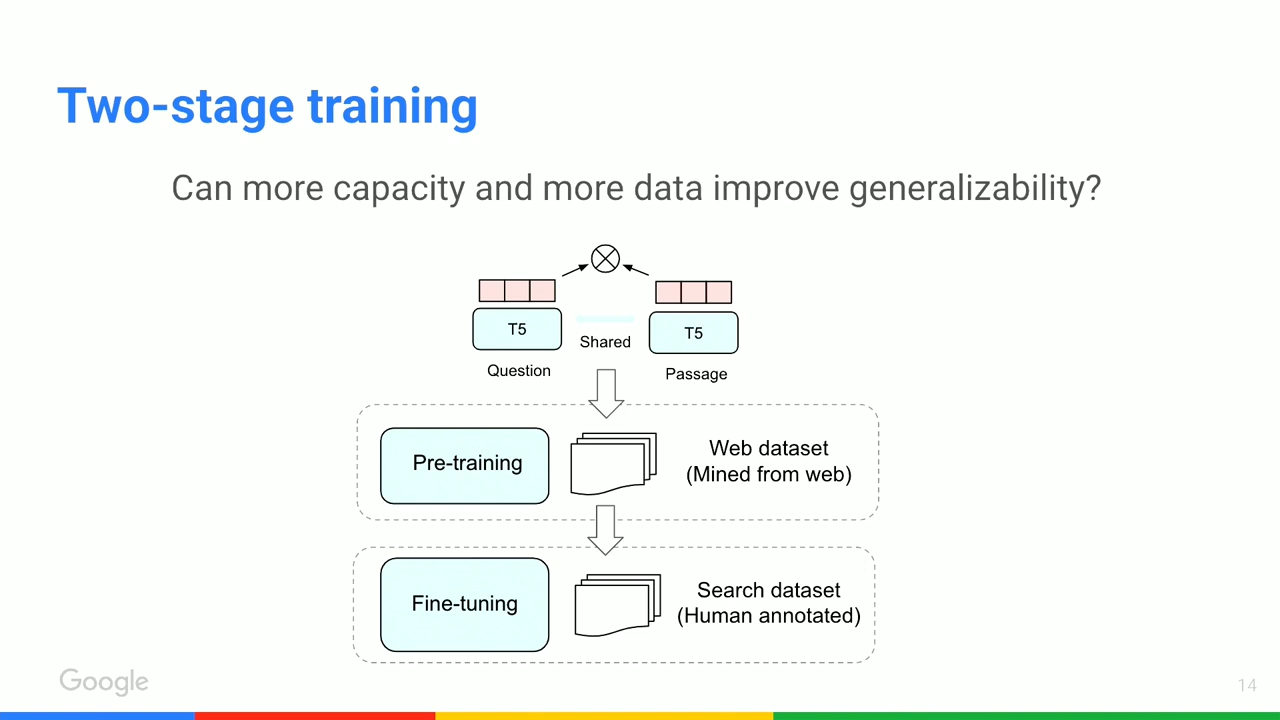 Two-stage training
Can more capacity and more data improve generalizability?
T5
Shared
T5
Question
Passage
Pre-training
Web dataset
(Mined from web)
Fine-tuning
Search dataset
(Human annotated)
Google
14